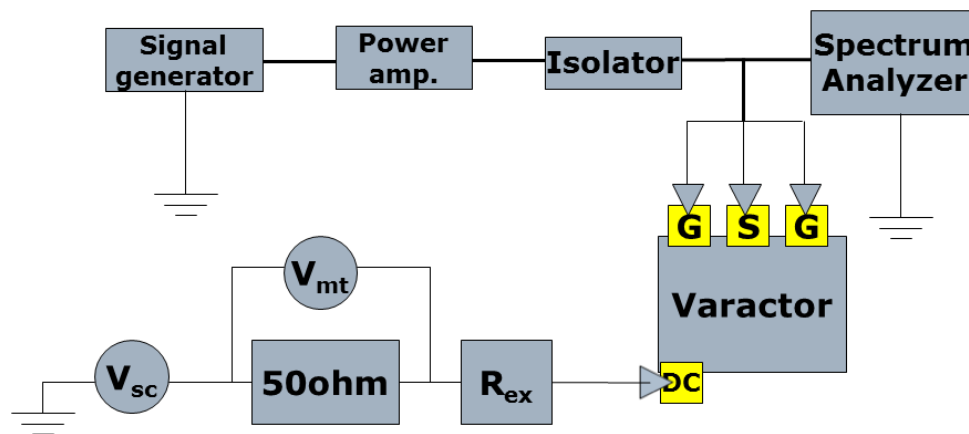 Signal
generator
Power
amp.
Isolator
Spectrum
Analyzer
G S G
Varactor
DC
Vmt
Vsc
50ohm
Rex